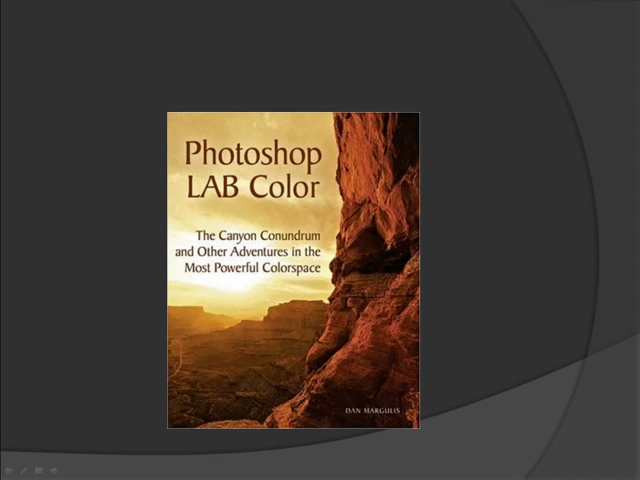 Photoshop
LAB Color
The Canyon Conundrum
and Other Adventures in the
Most Powerful Colorspace
DAN MARGULIS